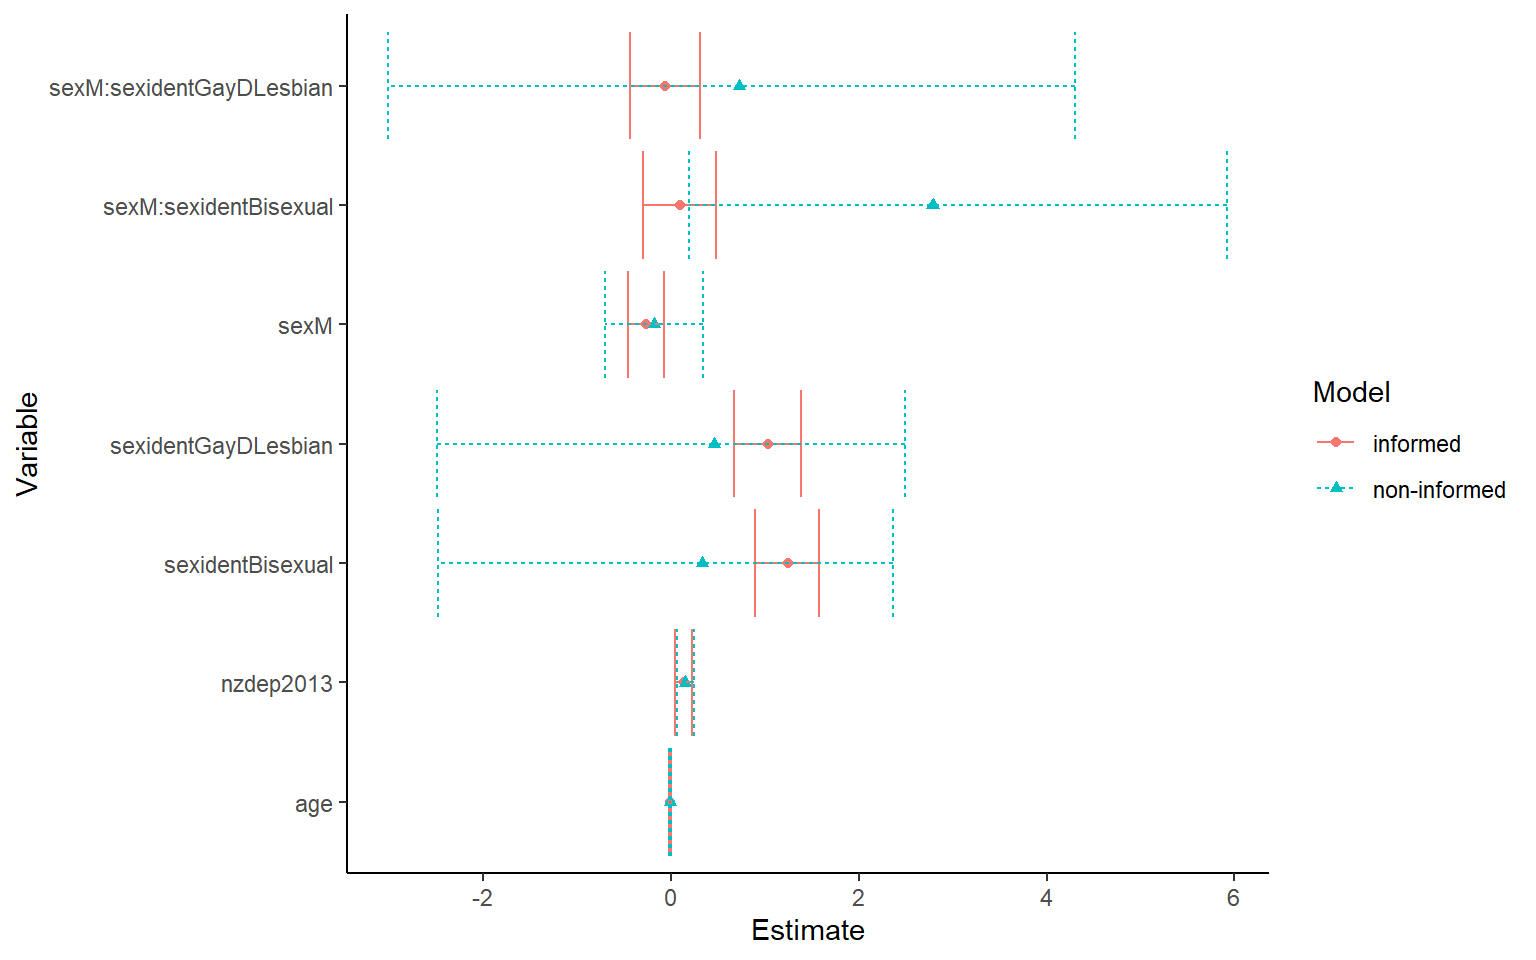 sexM:sexidentGayDLesbian
sexM:sexidentBisexual
sexM
sexidentGayDLesbian
sexidentBisexual
nzdep2013
age
Variable
-2 0 2 4 6
Estimate
Model
informed
non-informed